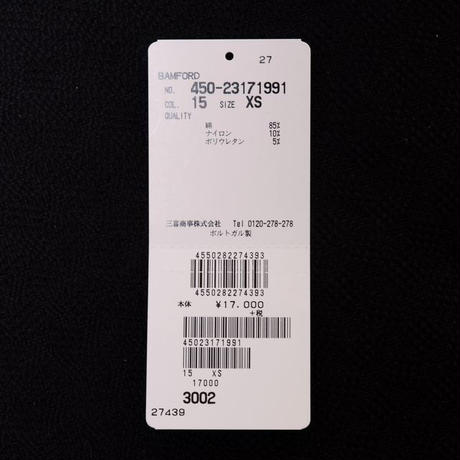 27
BAMFORD
NO. 450-23171991
COL. 15 SIZE XS
QUALITY
綿 85%
ナイロン 10%
ポリウレタン 5%
三喜商事株式会社 Tel 0120-278-278
ポルトガル製
4550282274393
4550282274393
本体 ¥17,000
+税
45023171991
15 XS
17000
3002
27439